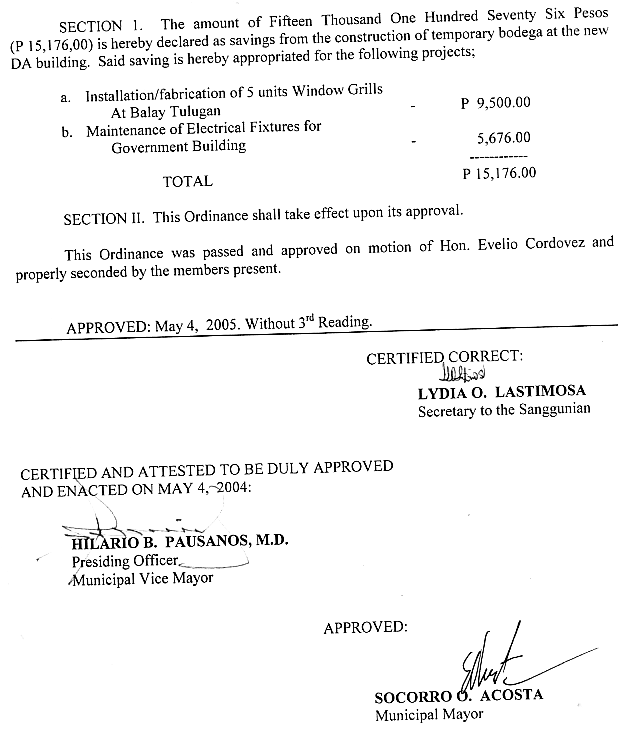 SECTION 1. The amount of Fifteen Thousand One Hundred Seventy Six Pesos
(P 15,176,00) is hereby declared as savings from the construction of temporary bodega at the new
DA building. Said saving is hereby appropriated for the following projects;
a. Installation/fabrication of 5 units Window Grills
At Balay Tulugan - P 9,500.00
b. Maintenance of Electrical Fixtures for
Government Building - 5,676.00
------------
TOTAL P 15,176.00
SECTION II. This Ordinance shall take effect upon its approval.
This Ordinance was passed and approved on motion of Hon. Evelio Cordovez and
properly seconded by the members present.
APPROVED: May 4, 2005. Without 3rd Reading.
CERTIFIED CORRECT:
LYDIA O. LASTIMOSA
Secretary to the Sanggunian
CERTIFIED AND ATTESTED TO BE DULY APPROVED
AND ENACTED ON MAY 4, 2004:
HILARIO B. PAUSANOS, M.D.
Presiding Officer
Municipal Vice Mayor
APPROVED:
SOCORRO O. ACOSTA
Municipal Mayor